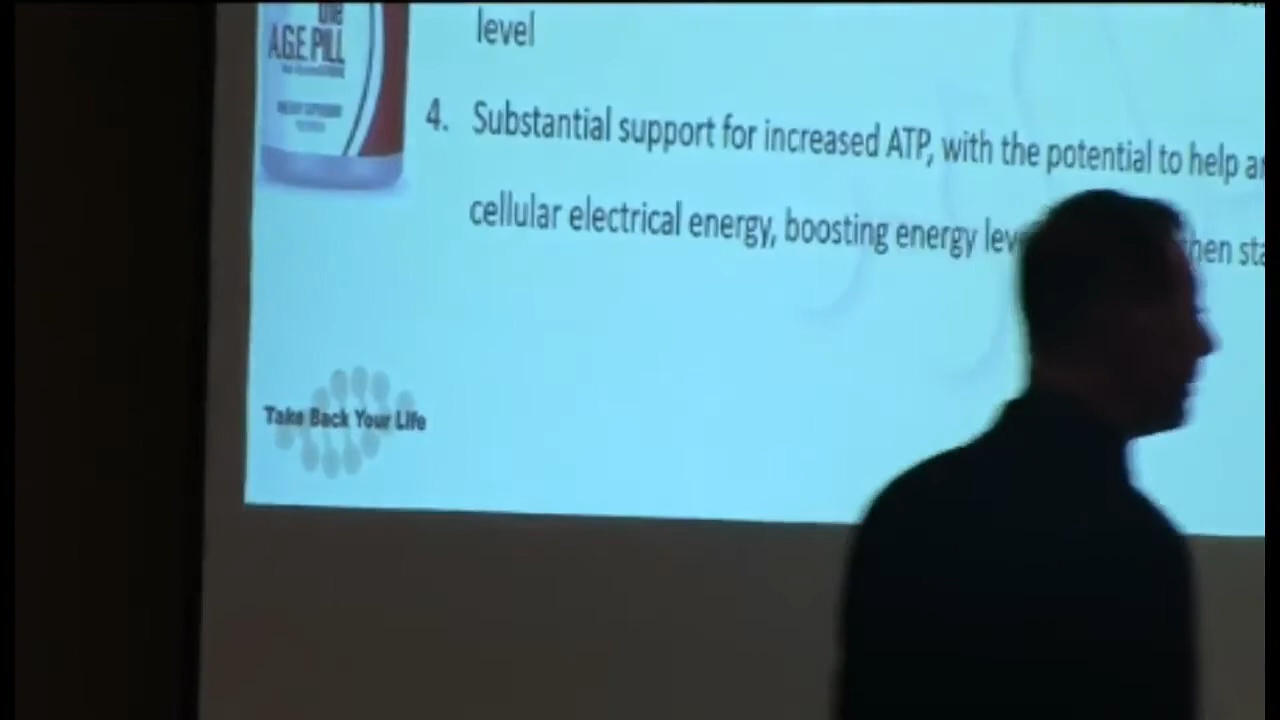 the
A.G.E. PILL
level
4. Substantial support for increased ATP, with the potential to help
cellular electrical energy, boosting energy
Take Back Your Life